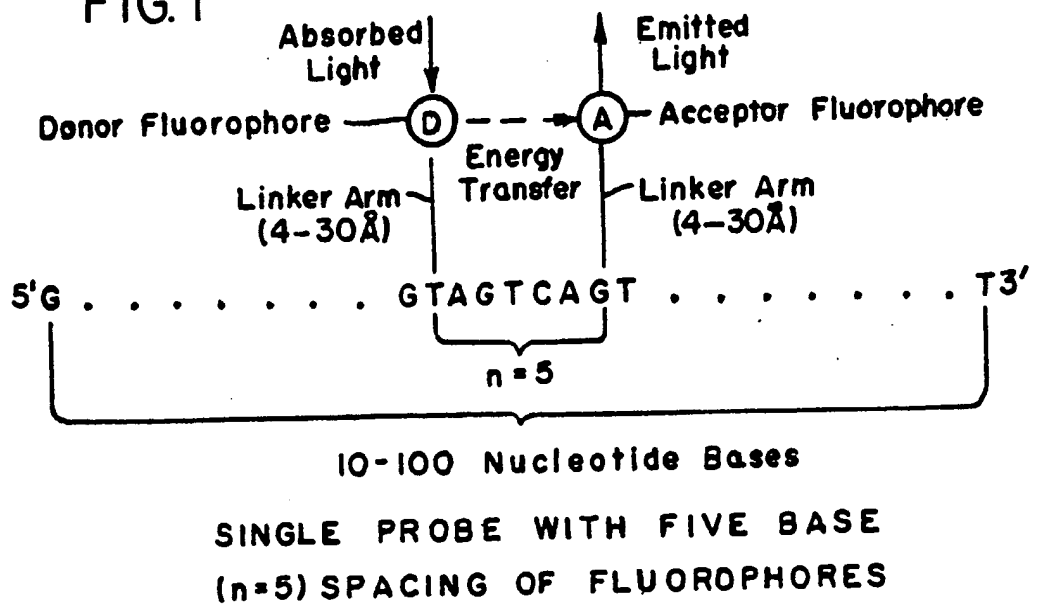 FIG. 1
Absorbed Light
Emitted Light
Donor Fluorophore
D
A
Acceptor Fluorophore
Energy Transfer
Linker Arm (4-30Å)
Linker Arm (4-30Å)
5'G . . . . . . . GTAGTCAGT . . . . . . . T3'
n = 5
10-100 Nucleotide Bases
SINGLE PROBE WITH FIVE BASE
(n=5) SPACING OF FLUOROPHORES